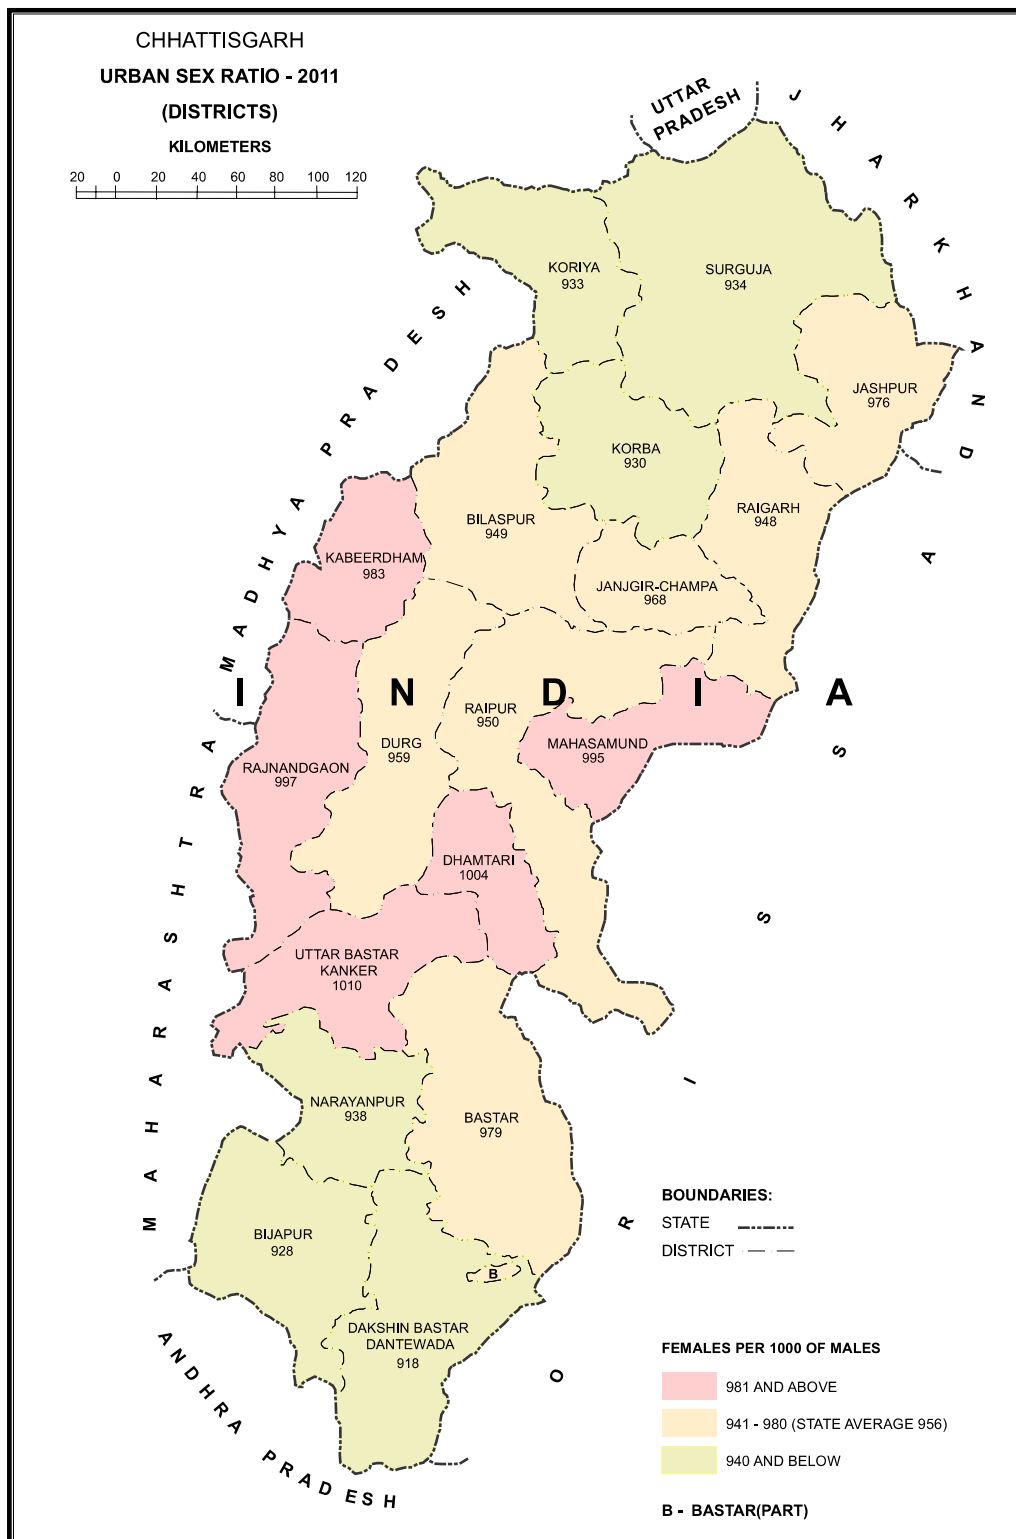 CHHATTISGARH
URBAN SEX RATIO - 2011
(DISTRICTS)
KILOMETERS
20 0 20 40 60 80 100 120
UTTAR
PRADESH
JHARKHAND
MADHYA PRADESH
KORIYA
933
SURGUJA
934
JASHPUR
976
KORBA
930
RAIGARH
948
BILASPUR
949
KABEERDHAM
983
JANJGIR-CHAMPA
968
INDIA
RAIPUR
950
DURG
959
MAHASAMUND
995
RAJNANDGAON
997
DHAMTARI
1004
UTTAR BASTAR
KANKER
1010
MAHARASHTRA
ORISSA
NARAYANPUR
938
BASTAR
979
BIJAPUR
928
B
DAKSHIN BASTAR
DANTEWADA
918
ANDHRA PRADESH
BOUNDARIES:
STATE
DISTRICT
FEMALES PER 1000 OF MALES
981 AND ABOVE
941 - 980 (STATE AVERAGE 956)
940 AND BELOW
B - BASTAR(PART)